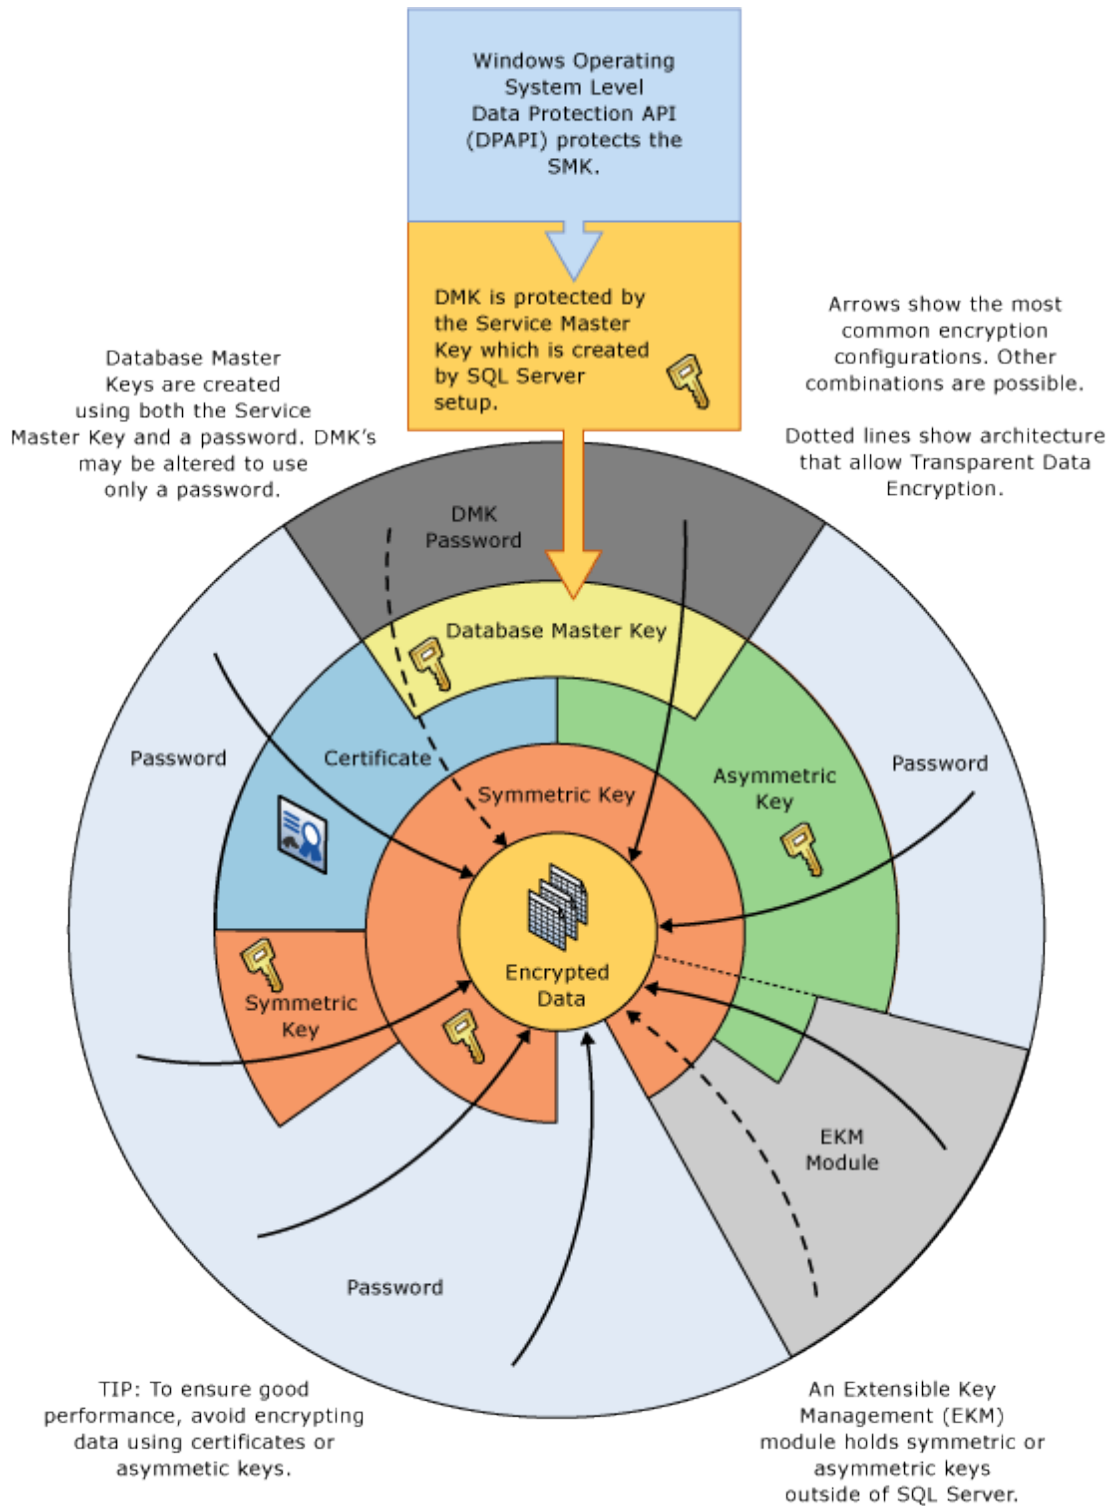 Windows Operating
System Level
Data Protection API
(DPAPI) protects the
SMK.
DMK is protected by
the Service Master
Key which is created
by SQL Server
setup.
Database Master
Keys are created
using both the Service
Master Key and a password. DMK's
may be altered to use
only a password.
Arrows show the most
common encryption
configurations. Other
combinations are possible.
Dotted lines show architecture
that allow Transparent Data
Encryption.
DMK
Password
Database Master Key
Password
Certificate
Symmetric Key
Asymmetric
Key
Password
Encrypted
Data
Symmetric
Key
EKM
Module
Password
TIP: To ensure good
performance, avoid encrypting
data using certificates or
asymmetic keys.
An Extensible Key
Management (EKM)
module holds symmetric or
asymmetric keys
outside of SQL Server.